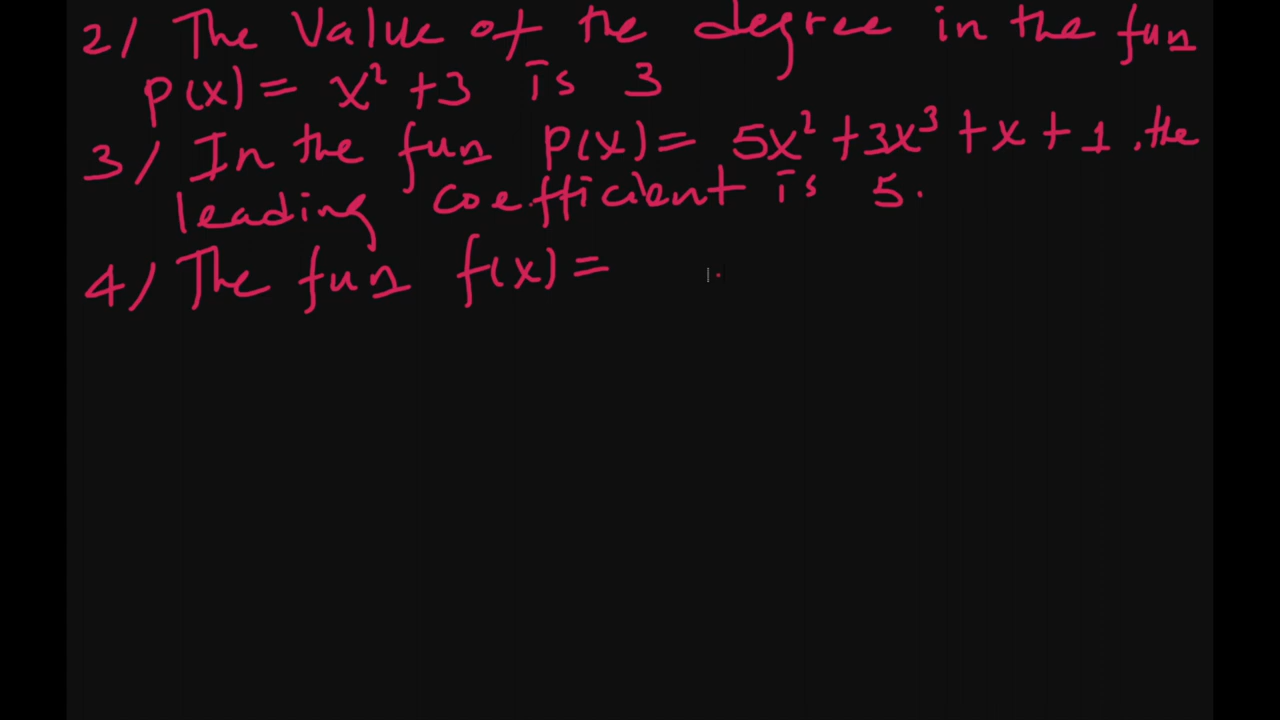 2/ The Value of the degree in the fun
p(x) = x² + 3 is 3
3/ In the fun p(x) = 5x² + 3x³ + x + 1 , the
leading coefficient is 5.
4/ The fun f(x) =